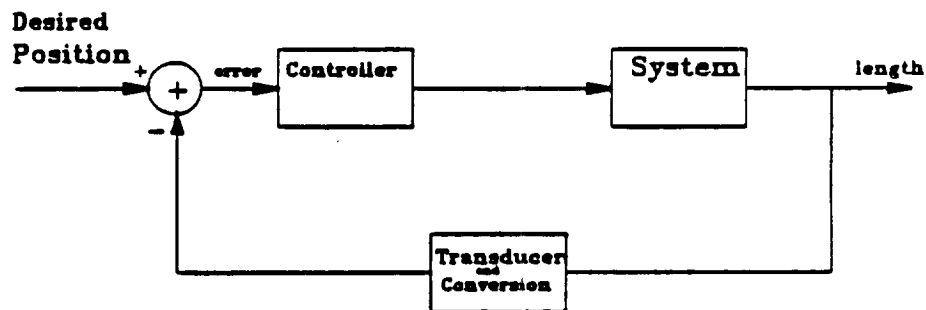 Desired
Position
+
+
−
error
Controller
System
length
Transducer
and
Conversion